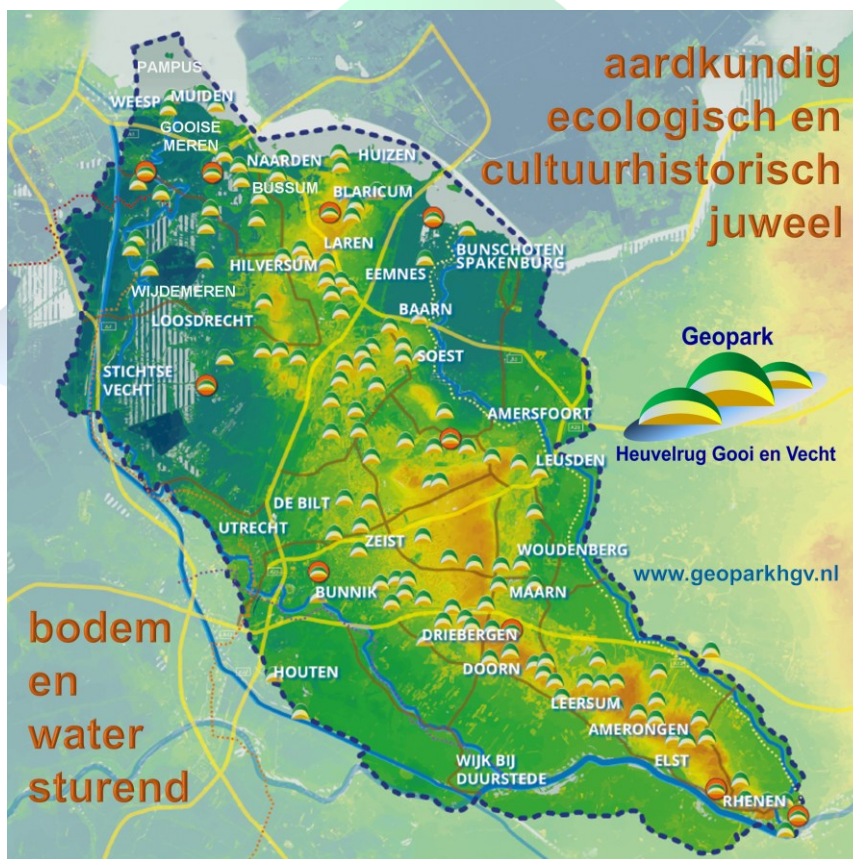 aardkundig
ecologisch en
cultuurhistorisch
juweel
PAMPUS
WEESP
MUIDEN
GOOISE
MEREN
NAARDEN
HUIZEN
BUSSUM
BLARICUM
LAREN
BUNSCHOTEN
SPAKENBURG
HILVERSUM
EEMNES
WIJDEMEREN
BAARN
LOOSDRECHT
SOEST
STICHTSE
VECHT
Geopark
Heuvelrug Gooi en Vecht
AMERSFOORT
LEUSDEN
DE BILT
UTRECHT
ZEIST
WOUDENBERG
www.geoparkhgv.nl
BUNNIK
MAARN
DRIEBERGEN
HOUTEN
DOORN
LEERSUM
AMERONGEN
ELST
WIJK BIJ
DUURSTEDE
RHENEN
bodem
en
water
sturend